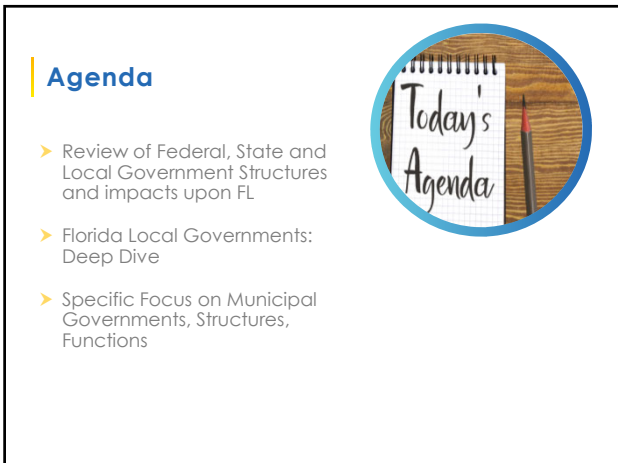 Agenda
Review of Federal, State and
Local Government Structures
and impacts upon FL
Florida Local Governments:
Deep Dive
Specific Focus on Municipal
Governments, Structures,
Functions
Today's
Agenda